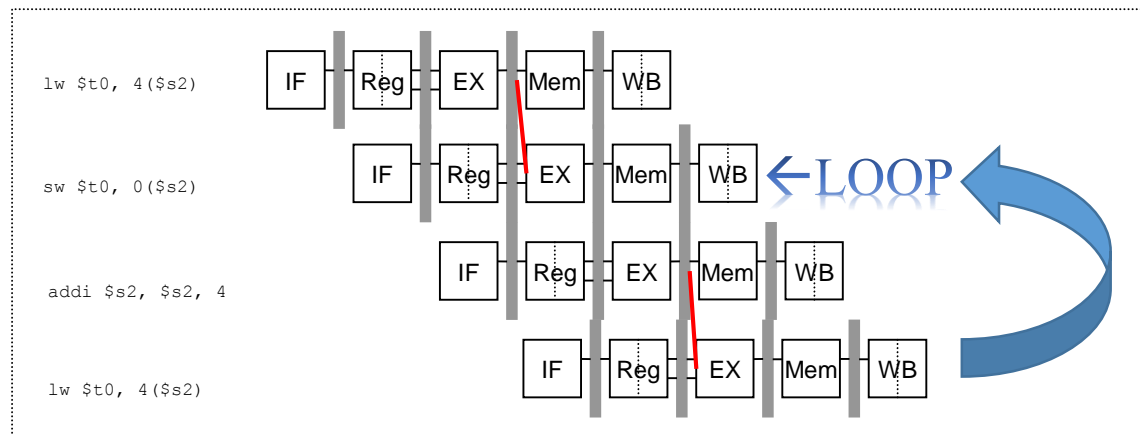 lw $t0, 4($s2) IF Reg EX Mem WB
sw $t0, 0($s2) IF Reg EX Mem WB ←LOOP
addi $s2, $s2, 4 IF Reg EX Mem WB
lw $t0, 4($s2) IF Reg EX Mem WB